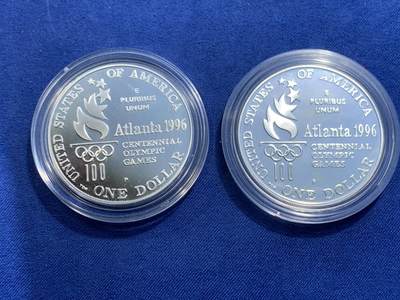 UNITED STATES OF AMERICA
E
PLURIBUS
UNUM
Atlanta 1996
CENTENNIAL
OLYMPIC
GAMES
100
P
ONE DOLLAR
UNITED STATES OF AMERICA
E
PLURIBUS
UNUM
Atlanta 1996
CENTENNIAL
OLYMPIC
GAMES
100
ONE DOLLAR